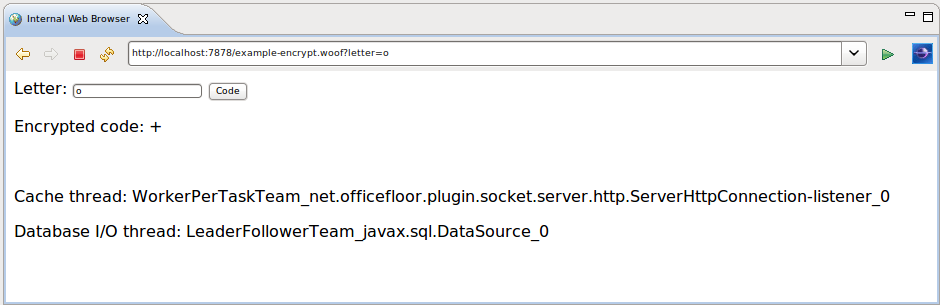 Internal Web Browser
http://localhost:7878/example-encrypt.woof?letter=o
Letter: o Code
Encrypted code: +
Cache thread: WorkerPerTaskTeam_net.officefloor.plugin.socket.server.http.ServerHttpConnection-listener_0
Database I/O thread: LeaderFollowerTeam_javax.sql.DataSource_0